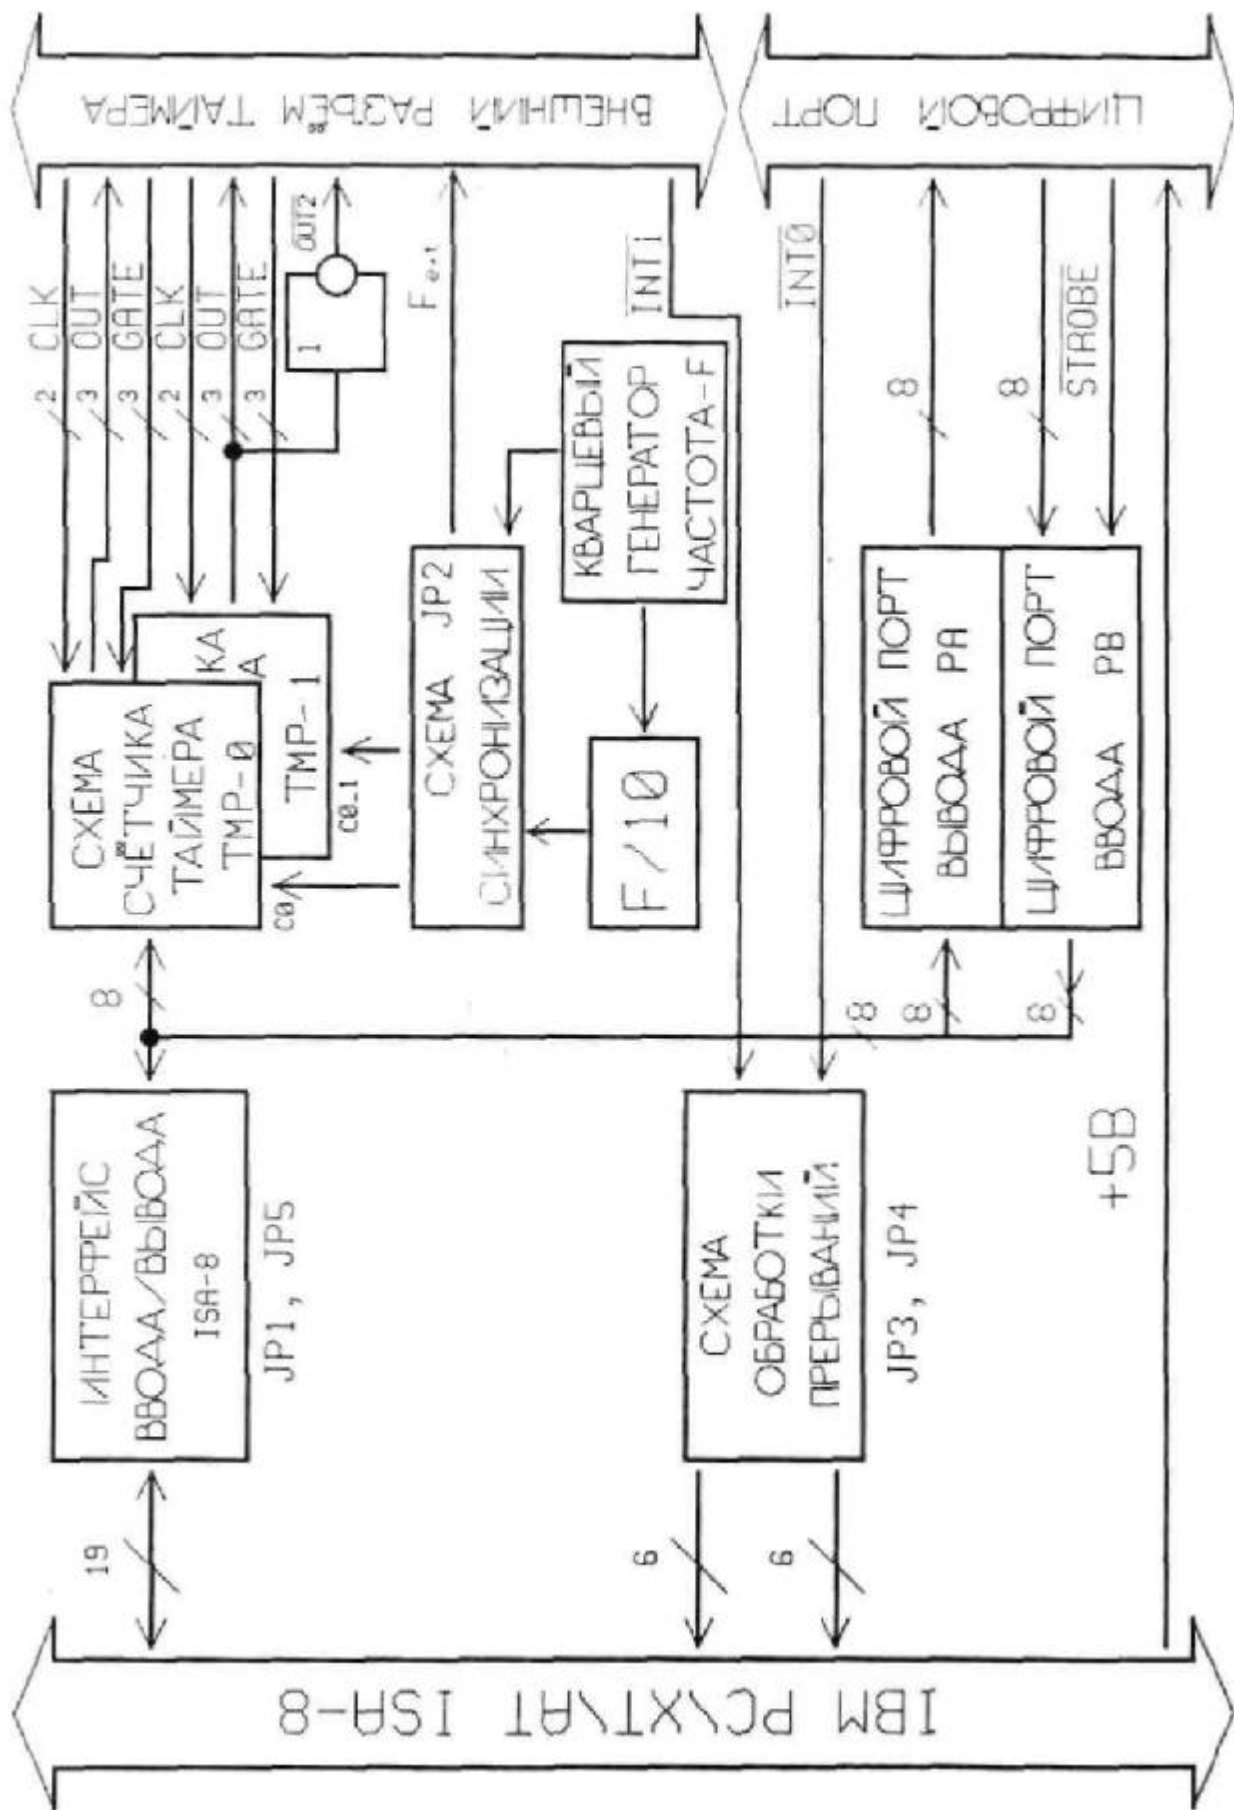 IBM PC\XT\AT ISA-8
19
ИНТЕРФЕЙС
ВВОДА/ВЫВОДА
ISA-8
JP1, JP5
8
СХЕМА
СЧЁТЧИКА
ТАЙМЕРА
TMP-0
КА
А
TMP-1
C0
C0_1
2 CLK
3 OUT
3 GATE
2 CLK
3 OUT
3 GATE
1
OUT2
СХЕМА JP2
СИНХРОНИЗАЦИИ
F/10
КВАРЦЕВЫЙ
ГЕНЕРАТОР
ЧАСТОТА-F
INT1
INT0
6
6
СХЕМА
ОБРАБОТКИ
ПРЕРЫВАНИЙ
JP3, JP4
8
8
8
ЦИФРОВОЙ ПОРТ
ВЫВОДА PA
ЦИФРОВОЙ ПОРТ
ВВОДА PB
8
8
STROBE
+5В
ВНЕШНИЙ РАЗЪЁМ ТАЙМЕРА
ЦИФРОВОЙ ПОРТ